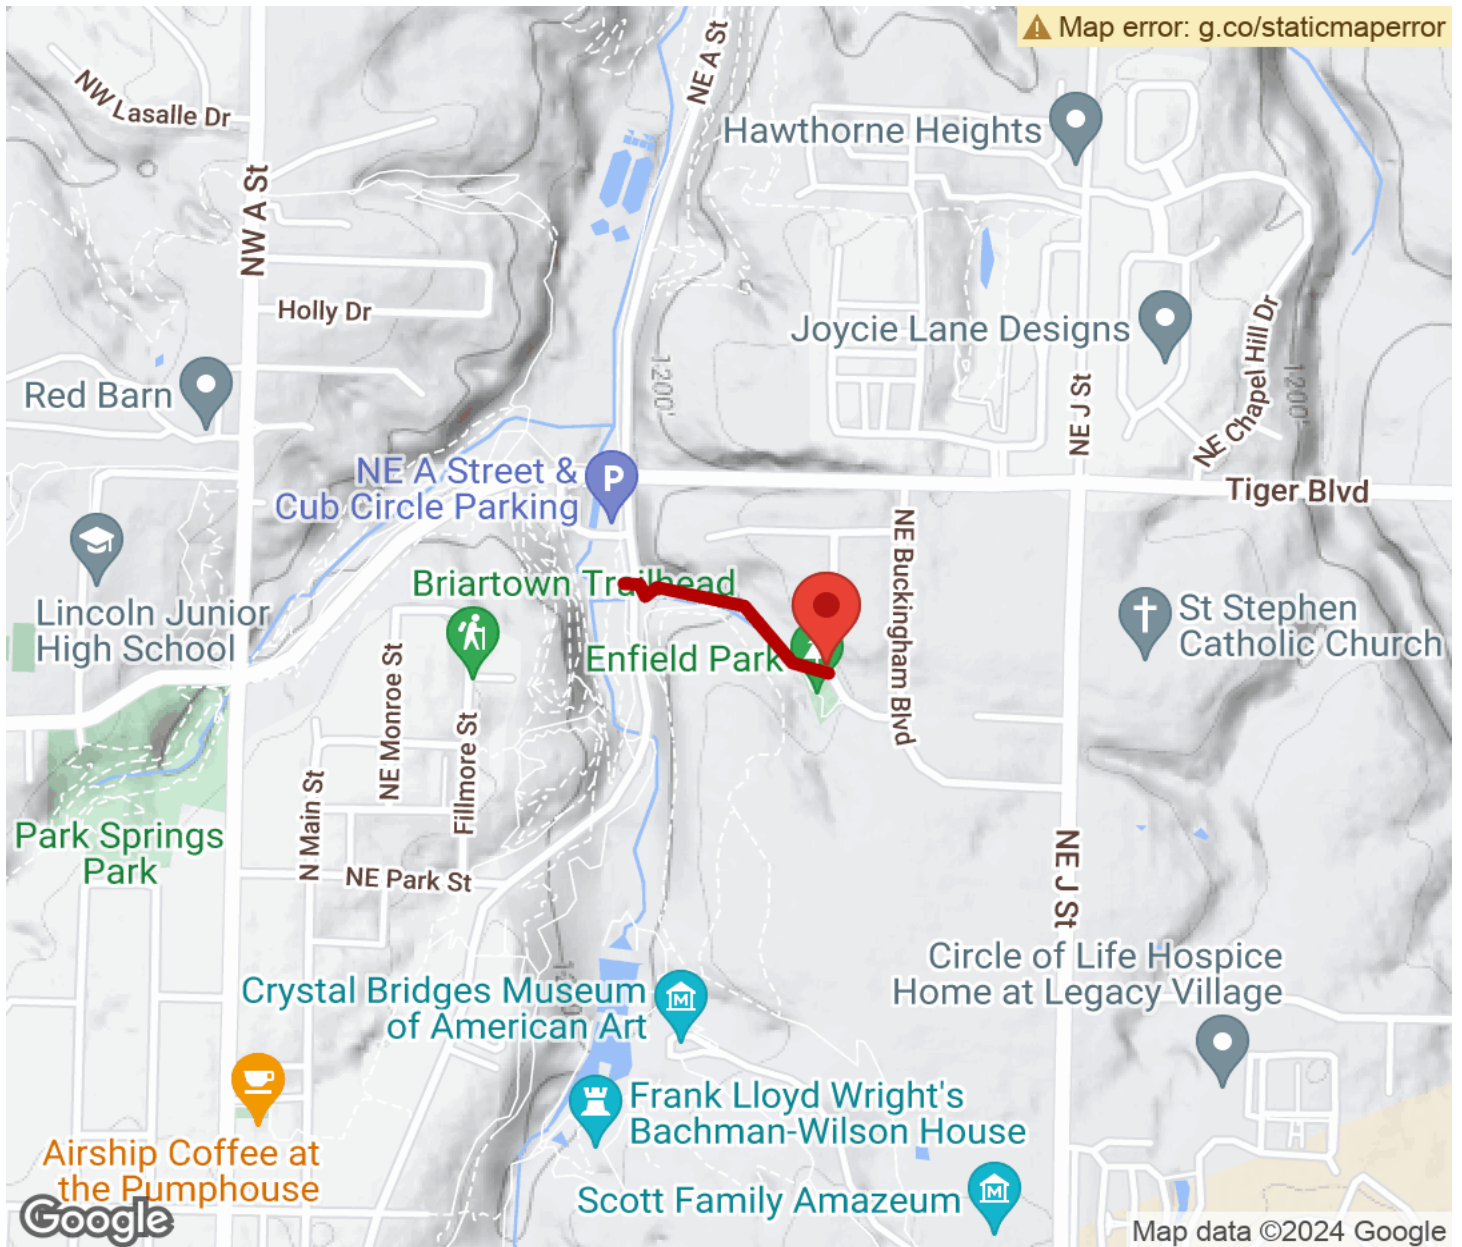 Map error: g.co/staticmaperror
NE A St
NW Lasalle Dr
Hawthorne Heights
NW A St
Holly Dr
Joycie Lane Designs
1200'
NE Chapel Hill Dr
1200'
Red Barn
NE J St
NE A Street &
Cub Circle Parking
P
Tiger Blvd
NE Buckingham Blvd
Briartown Trailhead
Lincoln Junior
High School
St Stephen
Catholic Church
Enfield Park
NE Monroe St
Fillmore St
N Main St
Park Springs
Park
NE Park St
NE J St
Circle of Life Hospice
Home at Legacy Village
Crystal Bridges Museum
of American Art
Frank Lloyd Wright's
Bachman-Wilson House
Airship Coffee at
the Pumphouse
Scott Family Amazeum
Google
Map data ©2024 Google